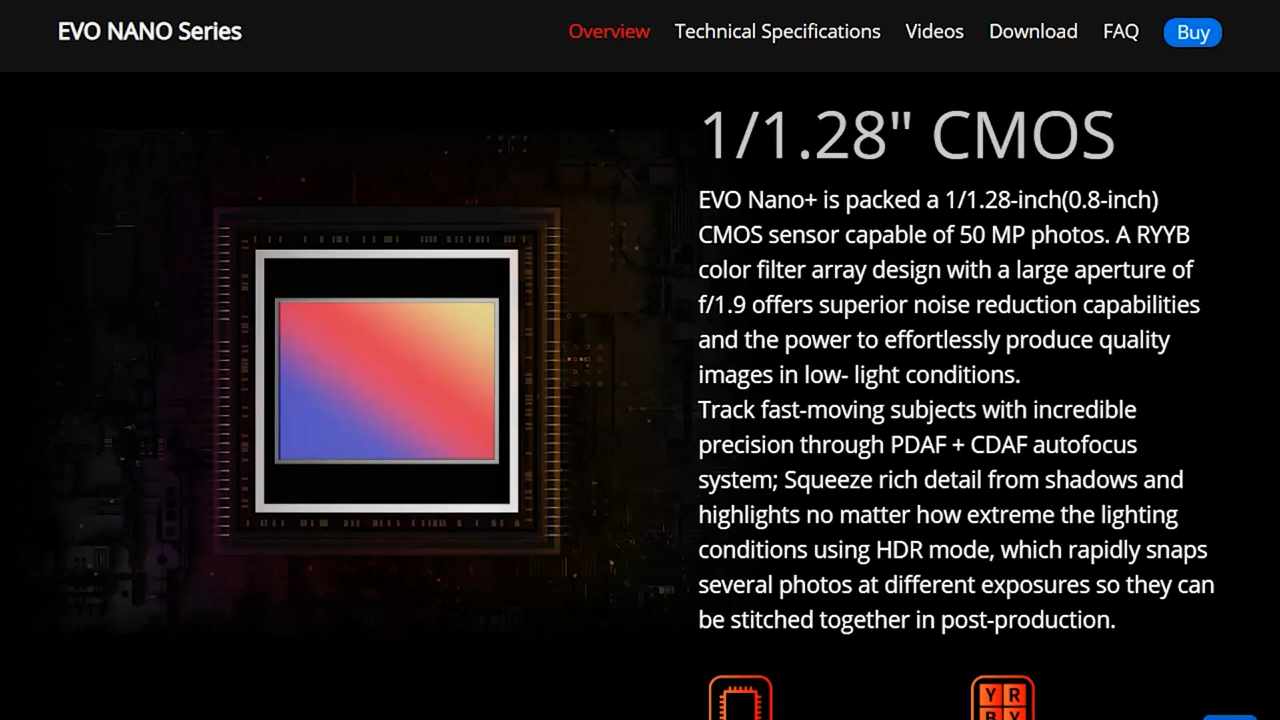 EVO NANO Series
Overview Technical Specifications Videos Download FAQ Buy
1/1.28" CMOS
EVO Nano+ is packed a 1/1.28-inch(0.8-inch)
CMOS sensor capable of 50 MP photos. A RYYB
color filter array design with a large aperture of
f/1.9 offers superior noise reduction capabilities
and the power to effortlessly produce quality
images in low- light conditions.
Track fast-moving subjects with incredible
precision through PDAF + CDAF autofocus
system; Squeeze rich detail from shadows and
highlights no matter how extreme the lighting
conditions using HDR mode, which rapidly snaps
several photos at different exposures so they can
be stitched together in post-production.
Y R
B Y